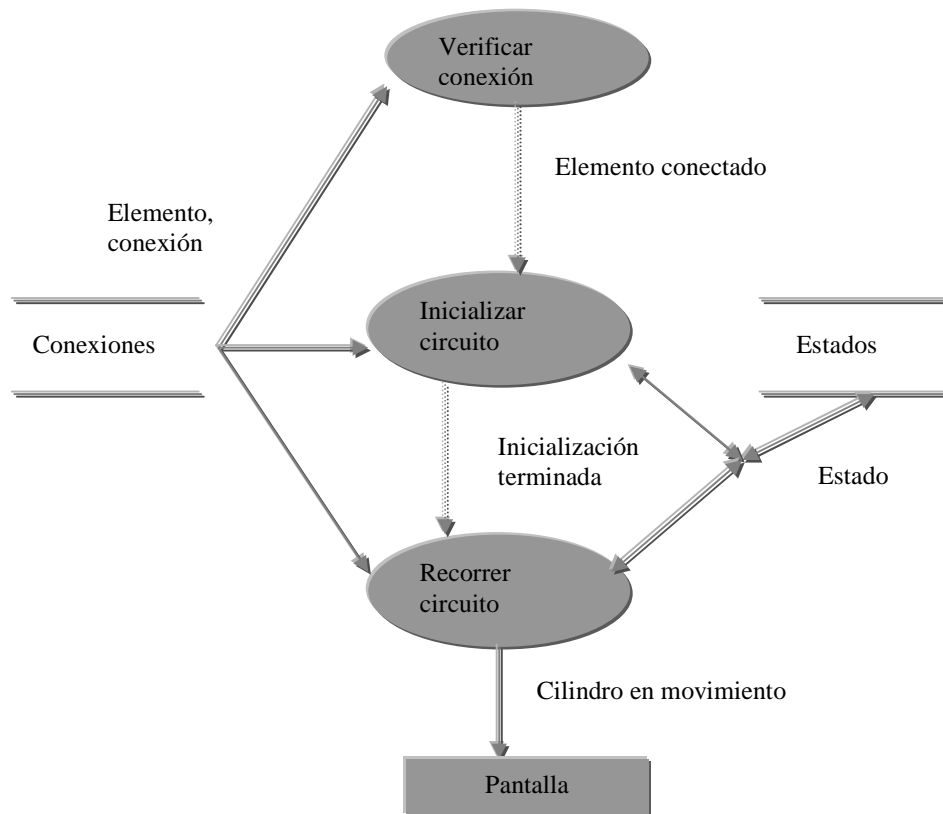 Verificar
conexión
Elemento conectado
Elemento,
conexión
Inicializar
circuito
Conexiones
Estados
Inicialización
terminada
Estado
Recorrer
circuito
Cilindro en movimiento
Pantalla